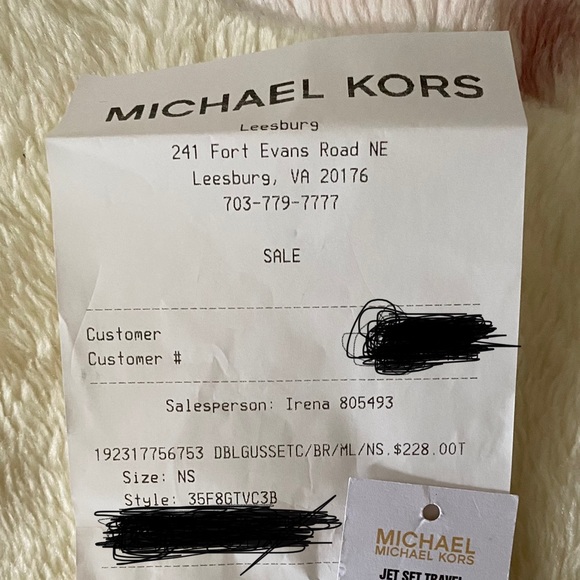 MICHAEL KORS
Leesburg
241 Fort Evans Road NE
Leesburg, VA 20176
703-779-7777
SALE
Customer
Customer #
Salesperson: Irena 805493
192317756753 DBLGUSSETC/BR/ML/NS.$228.00T
Size: NS
Style: 35F8GTVC3B
MICHAEL
MICHAEL KORS
JET SET TRAVEL